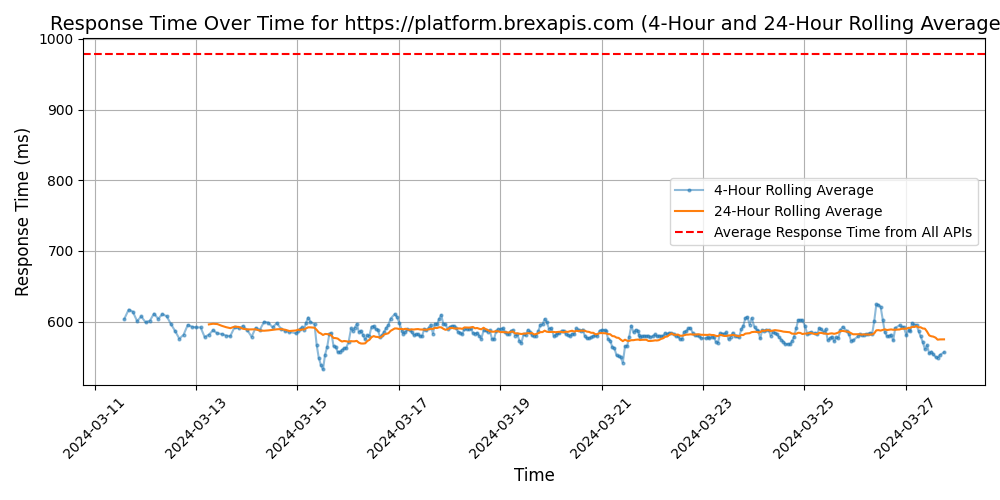 Response Time Over Time for https://platform.brexapis.com (4-Hour and 24-Hour Rolling Average
Response Time (ms)
1000
900
800
700
600
4-Hour Rolling Average
24-Hour Rolling Average
Average Response Time from All APIs
2024-03-11
2024-03-13
2024-03-15
2024-03-17
2024-03-19
2024-03-21
2024-03-23
2024-03-25
2024-03-27
Time